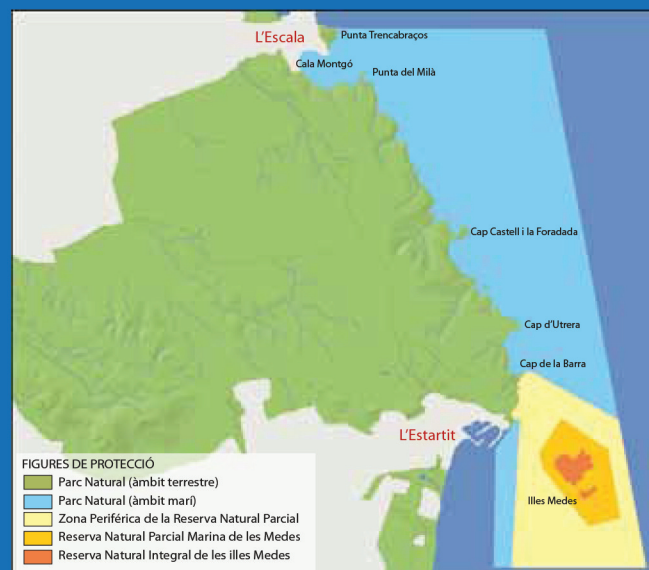 L'Escala
Punta Trencabraços
Cala Montgó
Punta del Milà
Cap Castell i la Foradada
Cap d'Utrera
Cap de la Barra
L'Estartit
Illes Medes
FIGURES DE PROTECCIÓ
Parc Natural (àmbit terrestre)
Parc Natural (àmbit marí)
Zona Periférica de la Reserva Natural Parcial
Reserva Natural Parcial Marina de les Medes
Reserva Natural Integral de les illes Medes